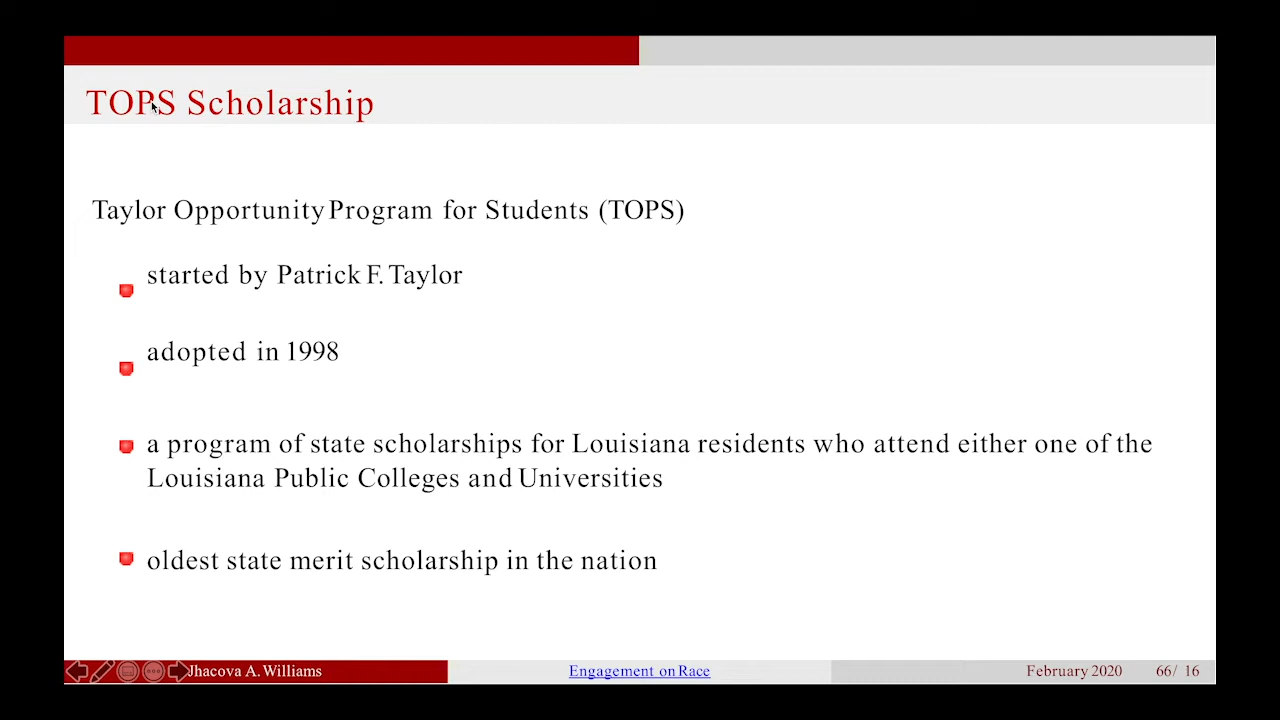 TOPS Scholarship
Taylor Opportunity Program for Students (TOPS)
started by Patrick F. Taylor
adopted in 1998
a program of state scholarships for Louisiana residents who attend either one of the
Louisiana Public Colleges and Universities
oldest state merit scholarship in the nation
Jhacova A. Williams
Engagement on Race
February 2020
66/ 16